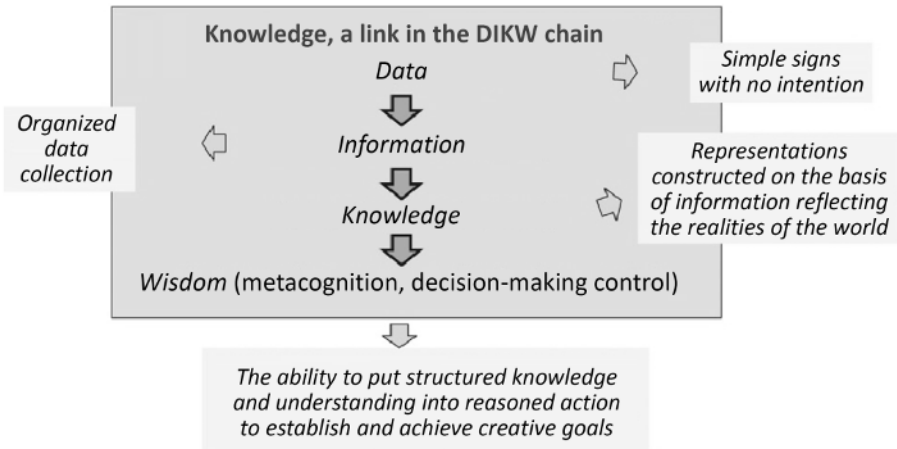 Knowledge, a link in the DIKW chain
Data
Simple signs
with no intention
Organized
data
collection
Information
Representations
constructed on the basis
of information reflecting
the realities of the world
Knowledge
Wisdom (metacognition, decision-making control)
The ability to put structured knowledge
and understanding into reasoned action
to establish and achieve creative goals